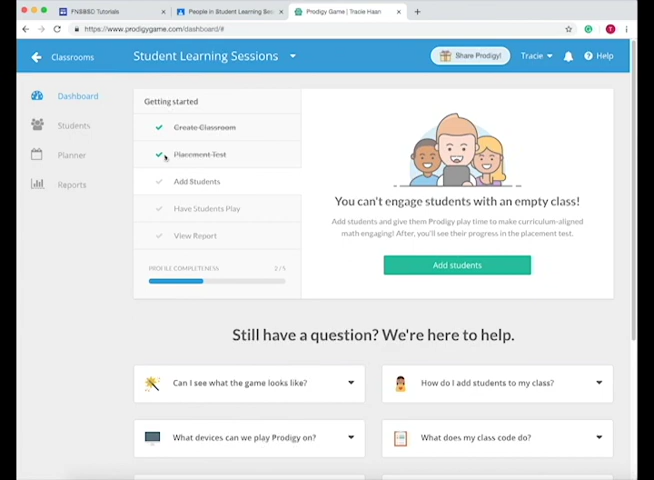 FNSBSD Tutorials
People in Student Learning Ses
Prodigy Game | Tracie Haan
https://www.prodigygame.com/dashboard/#
T
Classrooms
Student Learning Sessions
Share Prodigy!
Tracie
Help
Dashboard
Students
Planner
Reports
Getting started
Create Classroom
Placement Test
Add Students
Have Students Play
View Report
PROFILE COMPLETENESS
2/5
You can't engage students with an empty class!
Add students and give them Prodigy play time to make curriculum-aligned
math engaging! After, you'll see their progress in the placement test.
Add students
Still have a question? We're here to help.
Can I see what the game looks like?
How do I add students to my class?
What devices can we play Prodigy on?
What does my class code do?